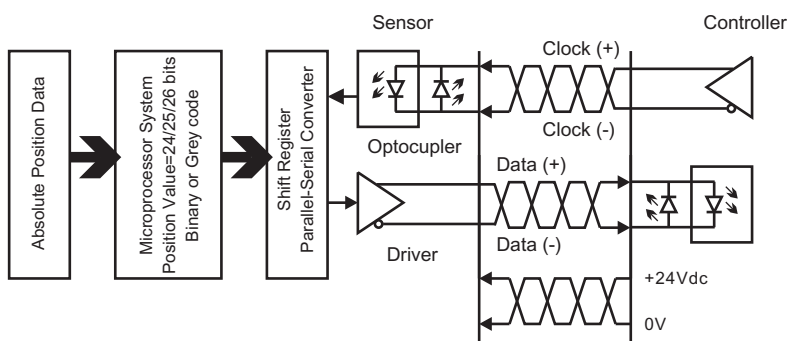 Sensor
Controller
Absolute Position Data
Microprocessor System
Position Value=24/25/26 bits
Binary or Grey code
Shift Register
Parallel-Serial Converter
Clock (+)
Clock (-)
Optocupler
Data (+)
Data (-)
Driver
+24Vdc
0V